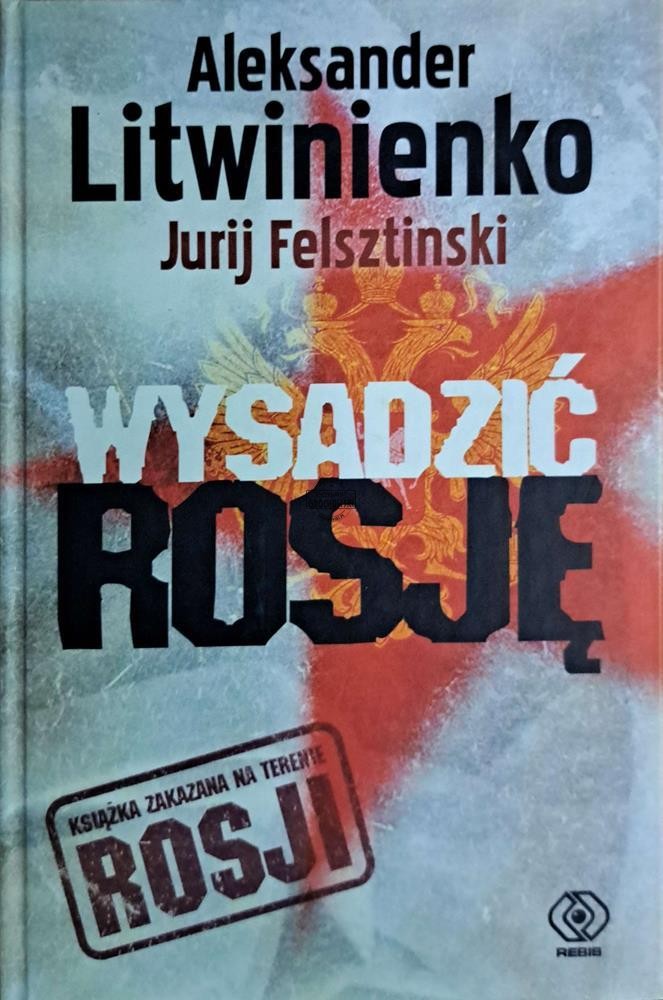 Aleksander
Litwinienko
Jurij Felsztinski
WYSADZIĆ
ROSJĘ
KSIĄŻKA ZAKAZANA NA TERENIE
ROSJI
REBIS